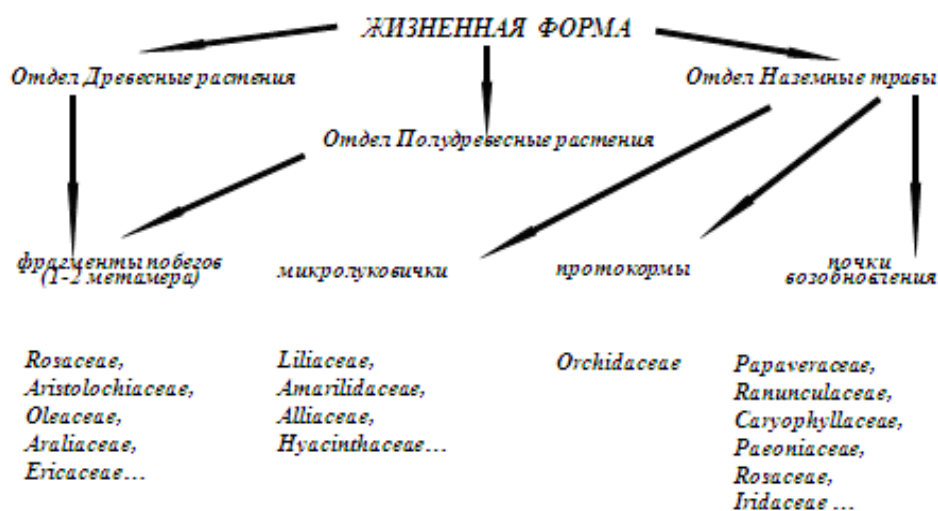 ЖИЗНЕННАЯ ФОРМА
Отдел Древесные растения
Отдел Наземные травы
Отдел Полудревесные растения
фрагменты побегов
(1-2 метамера)
микролуковички
протокормы
почки
возобновления
Rosaceae,
Aristolochiaceae,
Oleaceae,
Araliaceae,
Ericaceae...
Liliaceae,
Amarilidaceae,
Alliaceae,
Hyacinthaceae...
Orchidaceae
Papaveraceae,
Ranunculaceae,
Caryophyllaceae,
Paeoniaceae,
Rosaceae,
Iridaceae ...